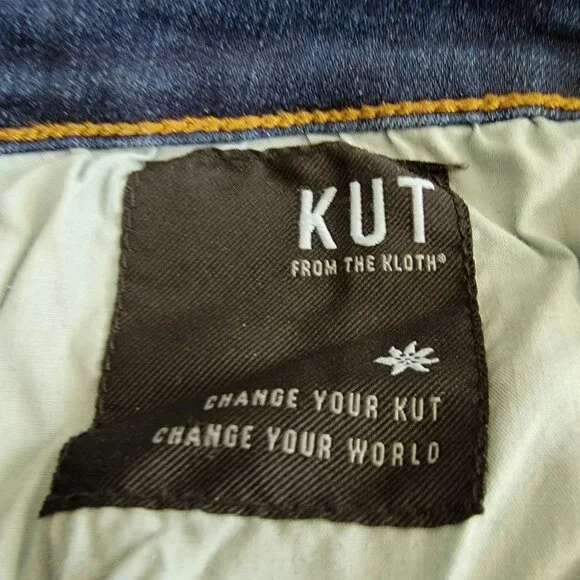 KUT
FROM THE KLOTH®
CHANGE YOUR KUT
CHANGE YOUR WORLD